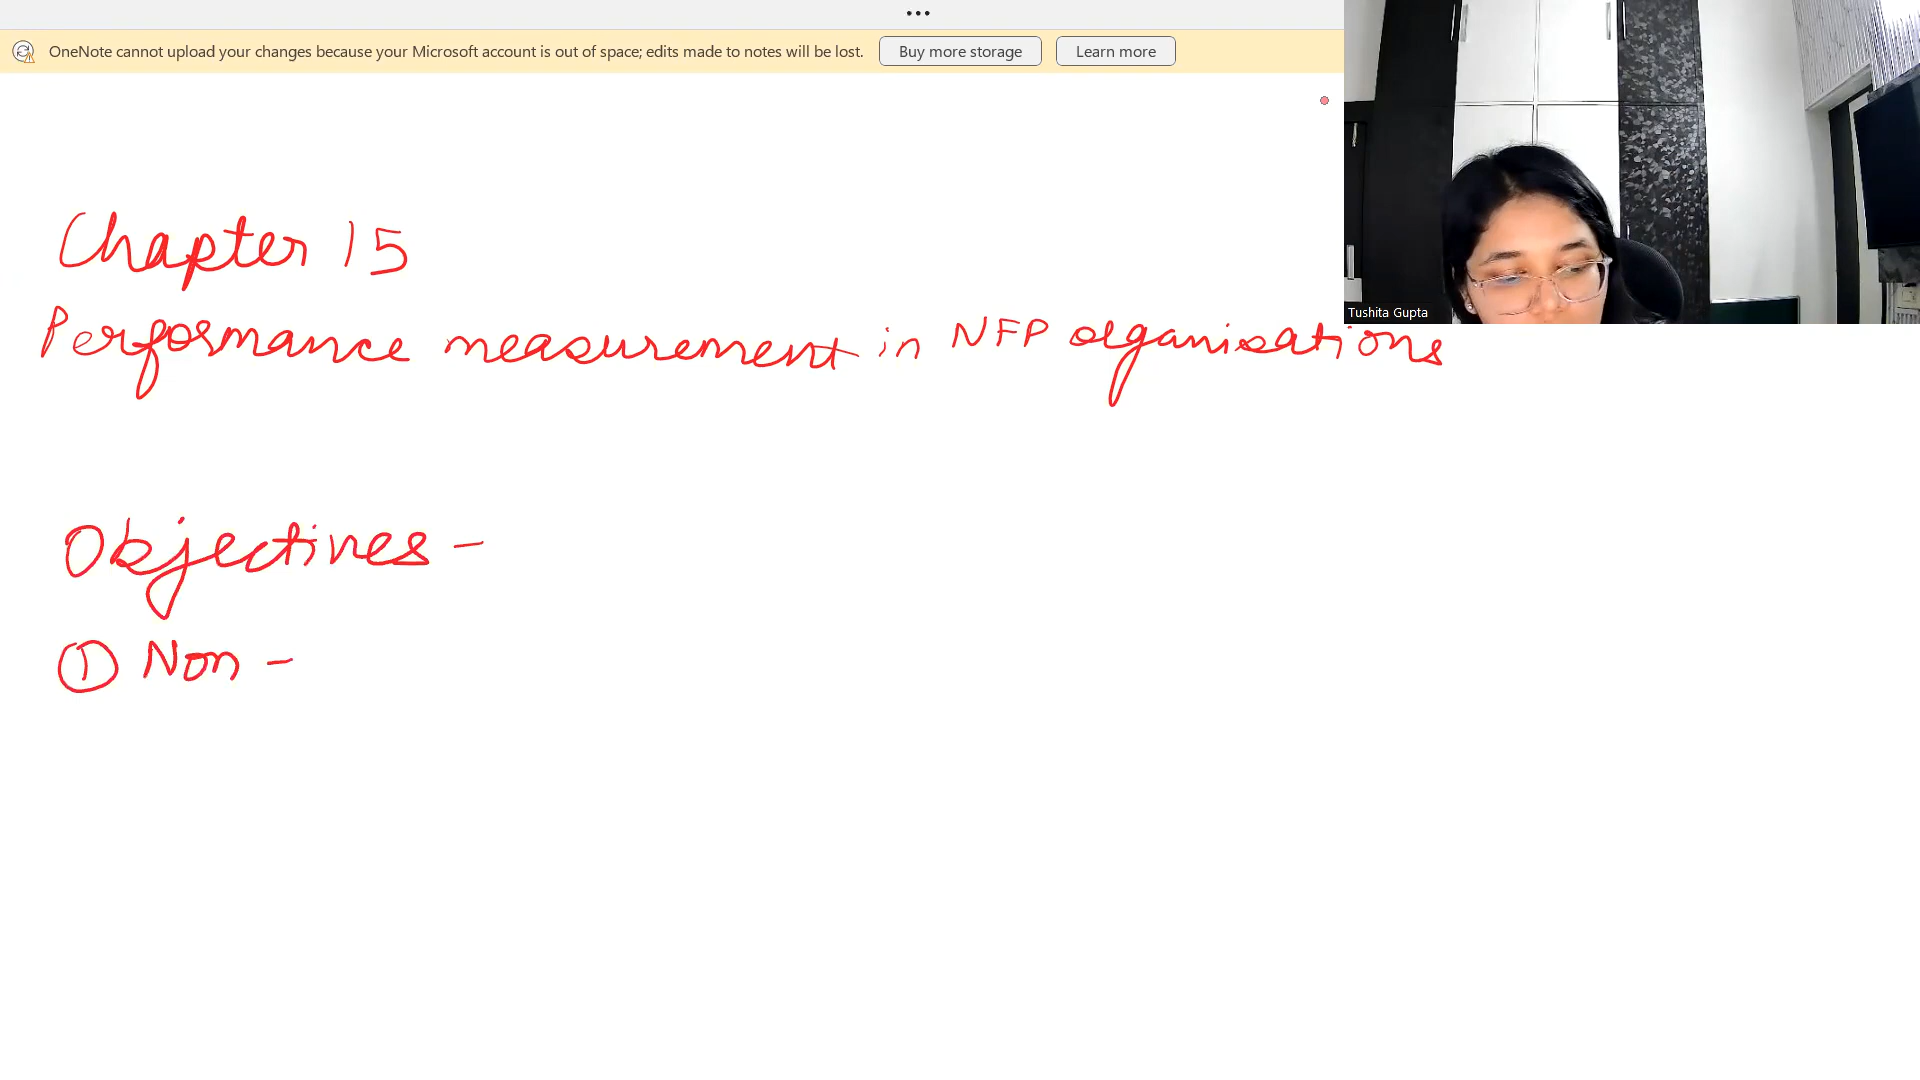 •••
OneNote cannot upload your changes because your Microsoft account is out of space; edits made to notes will be lost. Buy more storage Learn more
Tushita Gupta
Chapter 15
Performance measurement in NFP organisations
Objectives -
① Non -